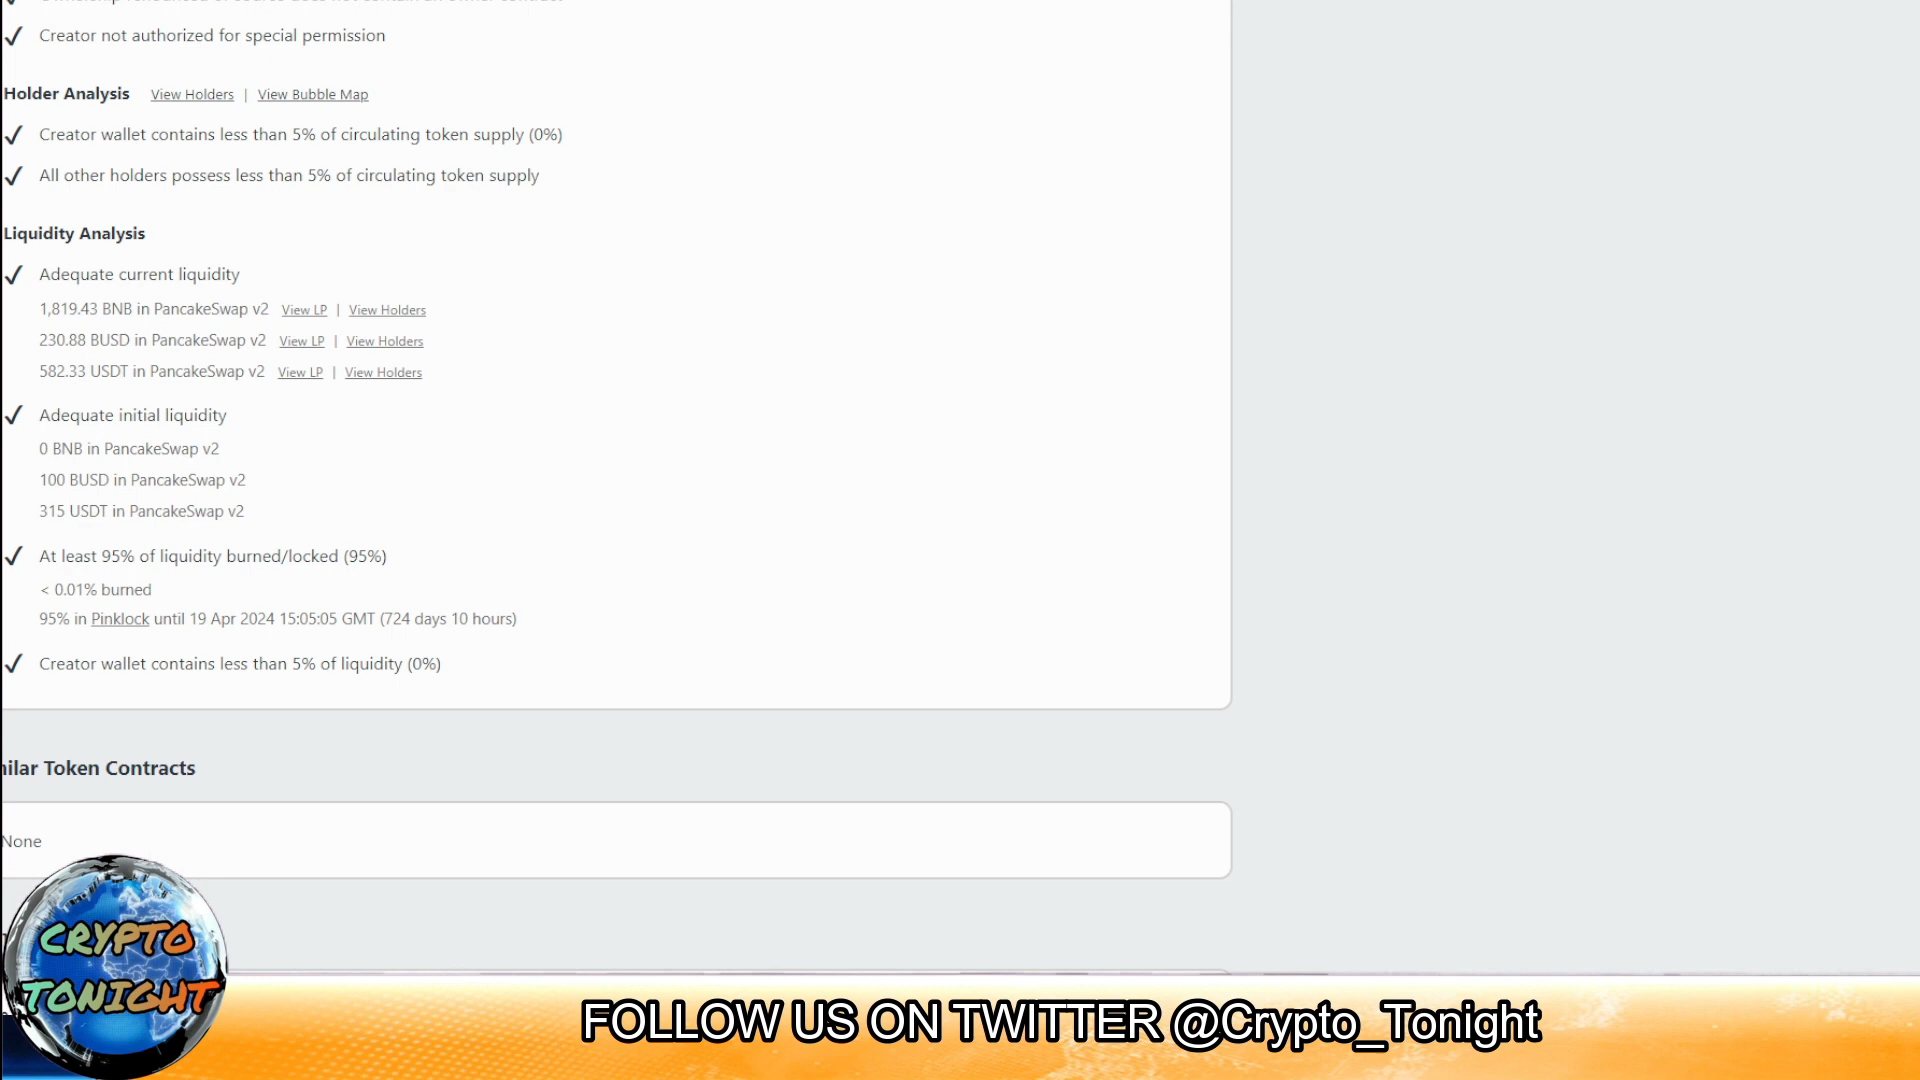 Creator not authorized for special permission
Holder Analysis View Holders | View Bubble Map
Creator wallet contains less than 5% of circulating token supply (0%)
All other holders possess less than 5% of circulating token supply
Liquidity Analysis
Adequate current liquidity
1,819.43 BNB in PancakeSwap v2 View LP | View Holders
230.88 BUSD in PancakeSwap v2 View LP | View Holders
582.33 USDT in PancakeSwap v2 View LP | View Holders
Adequate initial liquidity
0 BNB in PancakeSwap v2
100 BUSD in PancakeSwap v2
315 USDT in PancakeSwap v2
At least 95% of liquidity burned/locked (95%)
< 0.01% burned
95% in Pinklock until 19 Apr 2024 15:05:05 GMT (724 days 10 hours)
Creator wallet contains less than 5% of liquidity (0%)
ilar Token Contracts
None
CRYPTO
TONIGHT
FOLLOW US ON TWITTER @Crypto_Tonight